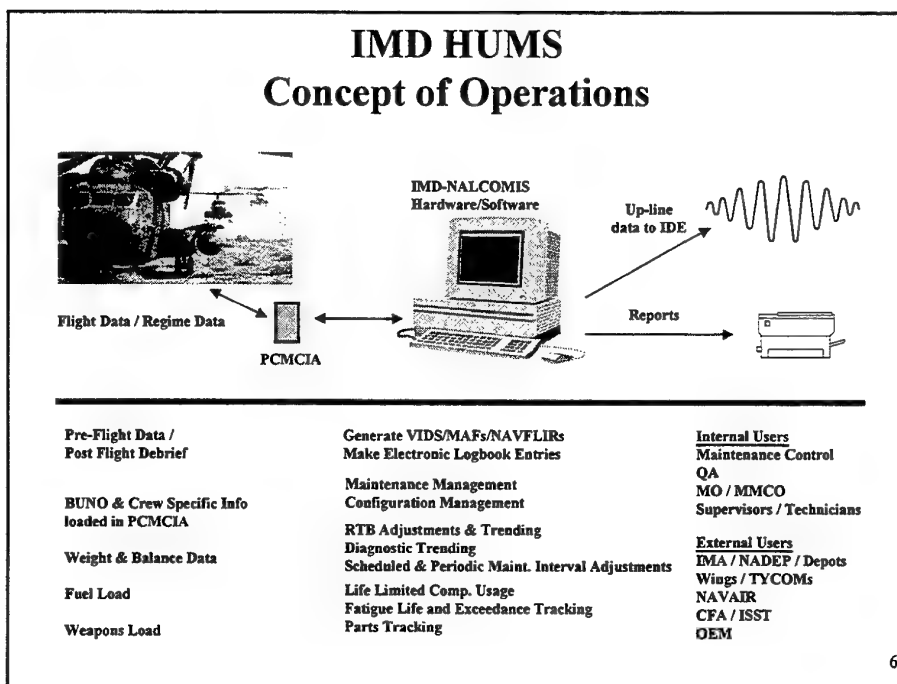 IMD HUMS
Concept of Operations
IMD-NALCOMIS
Hardware/Software
Up-line
data to IDE
Flight Data / Regime Data
PCMCIA
Reports
Pre-Flight Data /
Post Flight Debrief
BUNO & Crew Specific Info
loaded in PCMCIA
Weight & Balance Data
Fuel Load
Weapons Load
Generate VIDS/MAFs/NAVFLIRs
Make Electronic Logbook Entries
Maintenance Management
Configuration Management
RTB Adjustments & Trending
Diagnostic Trending
Scheduled & Periodic Maint. Interval Adjustments
Life Limited Comp. Usage
Fatigue Life and Exceedance Tracking
Parts Tracking
Internal Users
Maintenance Control
QA
MO / MMCO
Supervisors / Technicians
External Users
IMA / NADEP / Depots
Wings / TYCOMs
NAVAIR
CFA / ISST
OEM
6